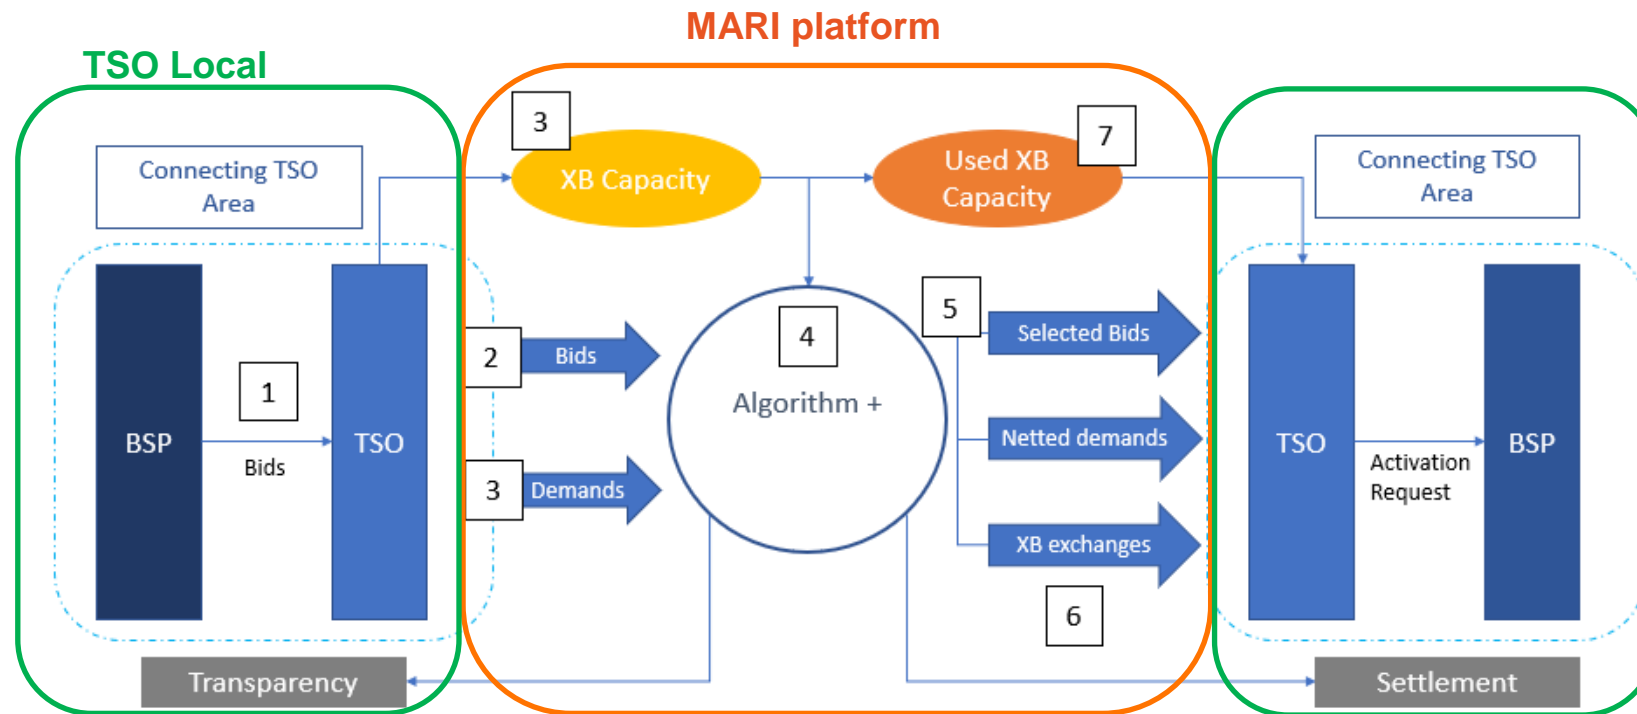 MARI platform
TSO Local
3
7
Connecting TSO
Area
XB Capacity
Used XB
Capacity
Connecting TSO
Area
1
BSP
Bids
TSO
2
Bids
3
Demands
4
Algorithm +
5
Selected Bids
Netted demands
XB exchanges
6
TSO
Activation
Request
BSP
Transparency
Settlement